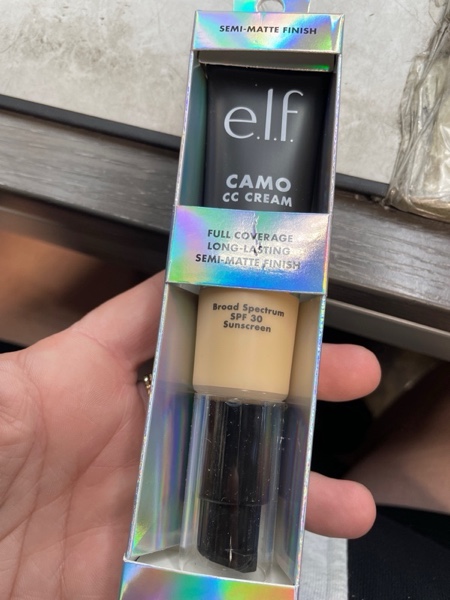 SEMI-MATTE FINISH
e.l.f.
CAMO
CC CREAM
FULL COVERAGE
LONG-LASTING
SEMI-MATTE FINISH
Broad Spectrum
SPF 30
Sunscreen